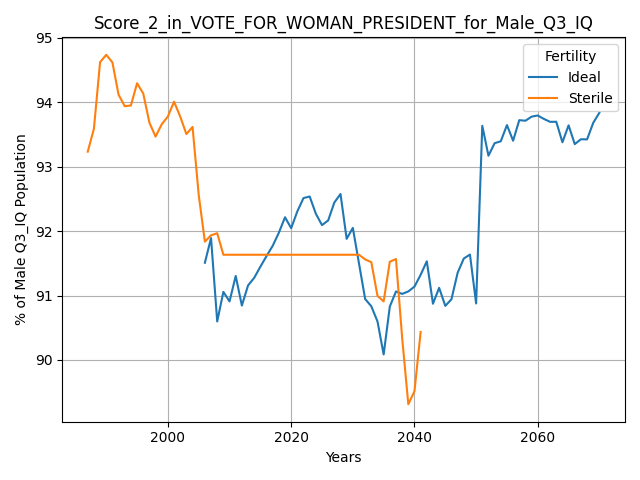 Score_2_in_VOTE_FOR_WOMAN_PRESIDENT_for_Male_Q3_IQ
95
94
93
92
91
90
% of Male Q3_IQ Population
Fertility
Ideal
Sterile
2000
2020
2040
2060
Years